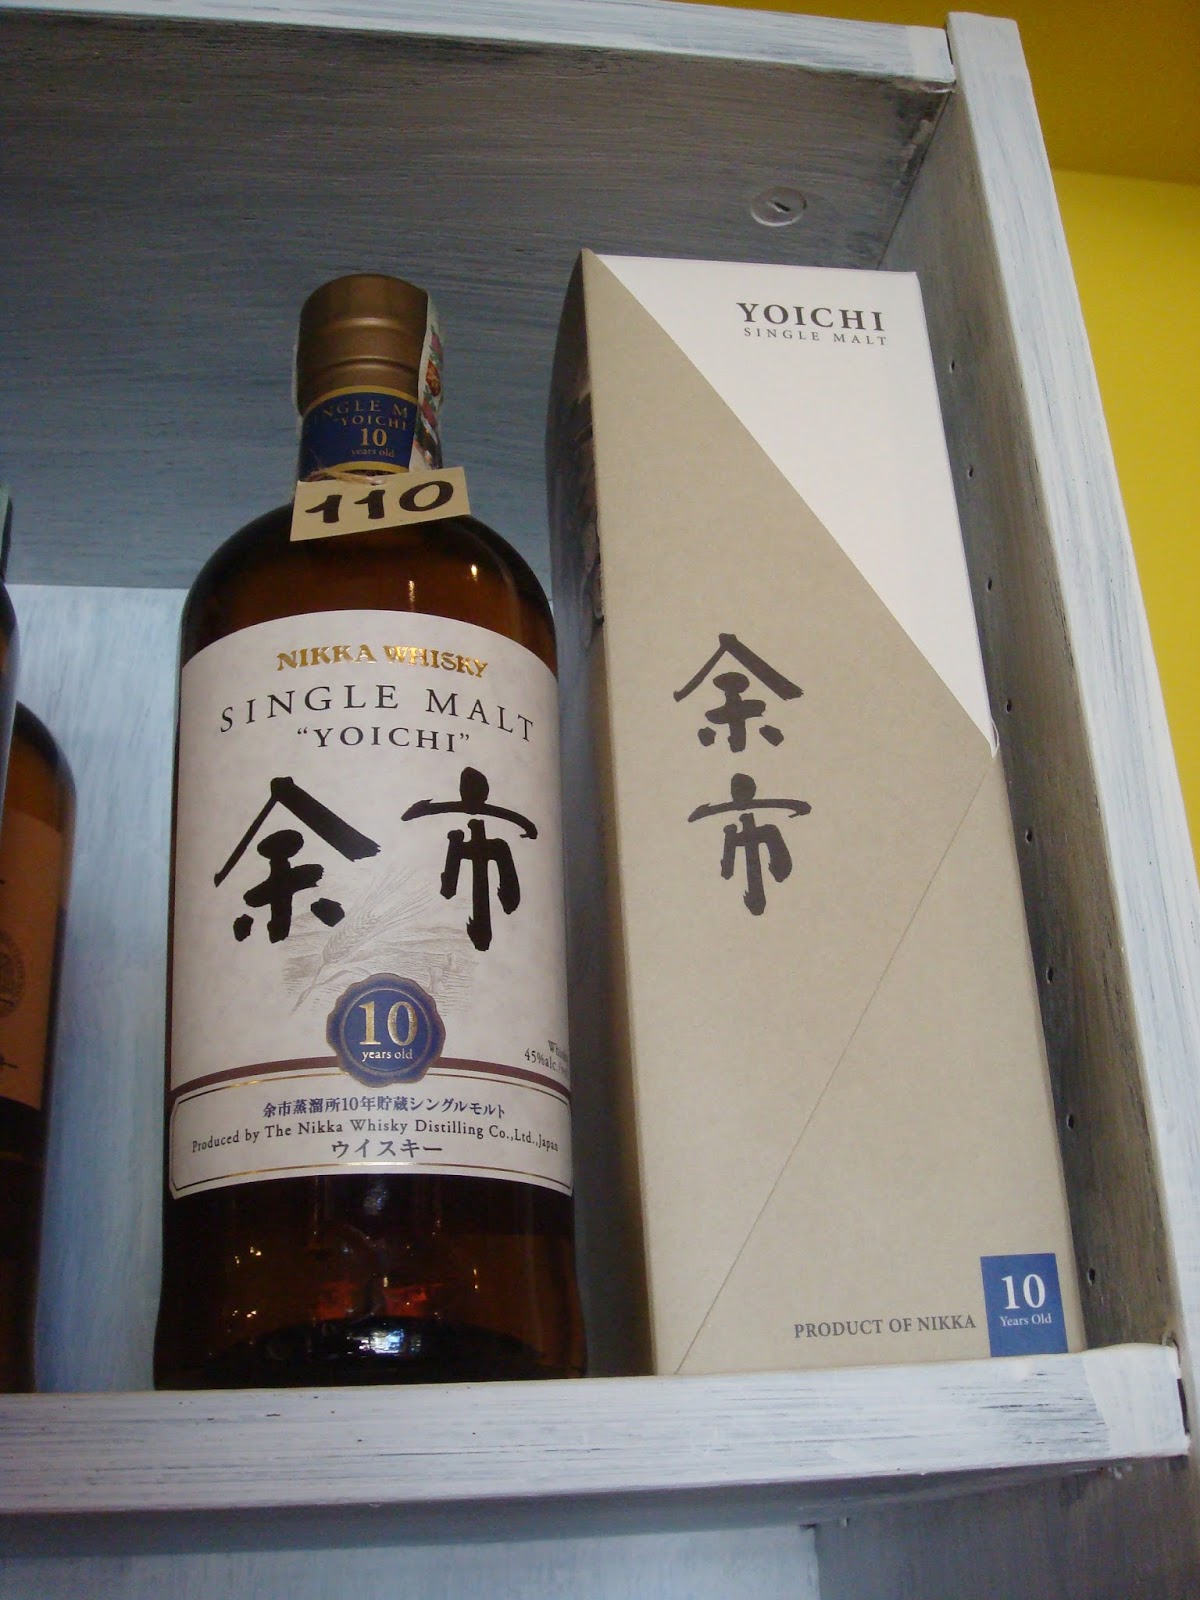 INGLE M
"YOICHI
10
years old
110
NIKKA WHISKY
SINGLE MALT
"YOICHI"
余市
10
years old
45%alc.
余市蒸溜所10年貯蔵シングルモルト
Produced by The Nikka Whisky Distilling Co.,Ltd.,Japan
ウイスキー
YOICHI
SINGLE MALT
余
市
PRODUCT OF NIKKA
10
Years Old